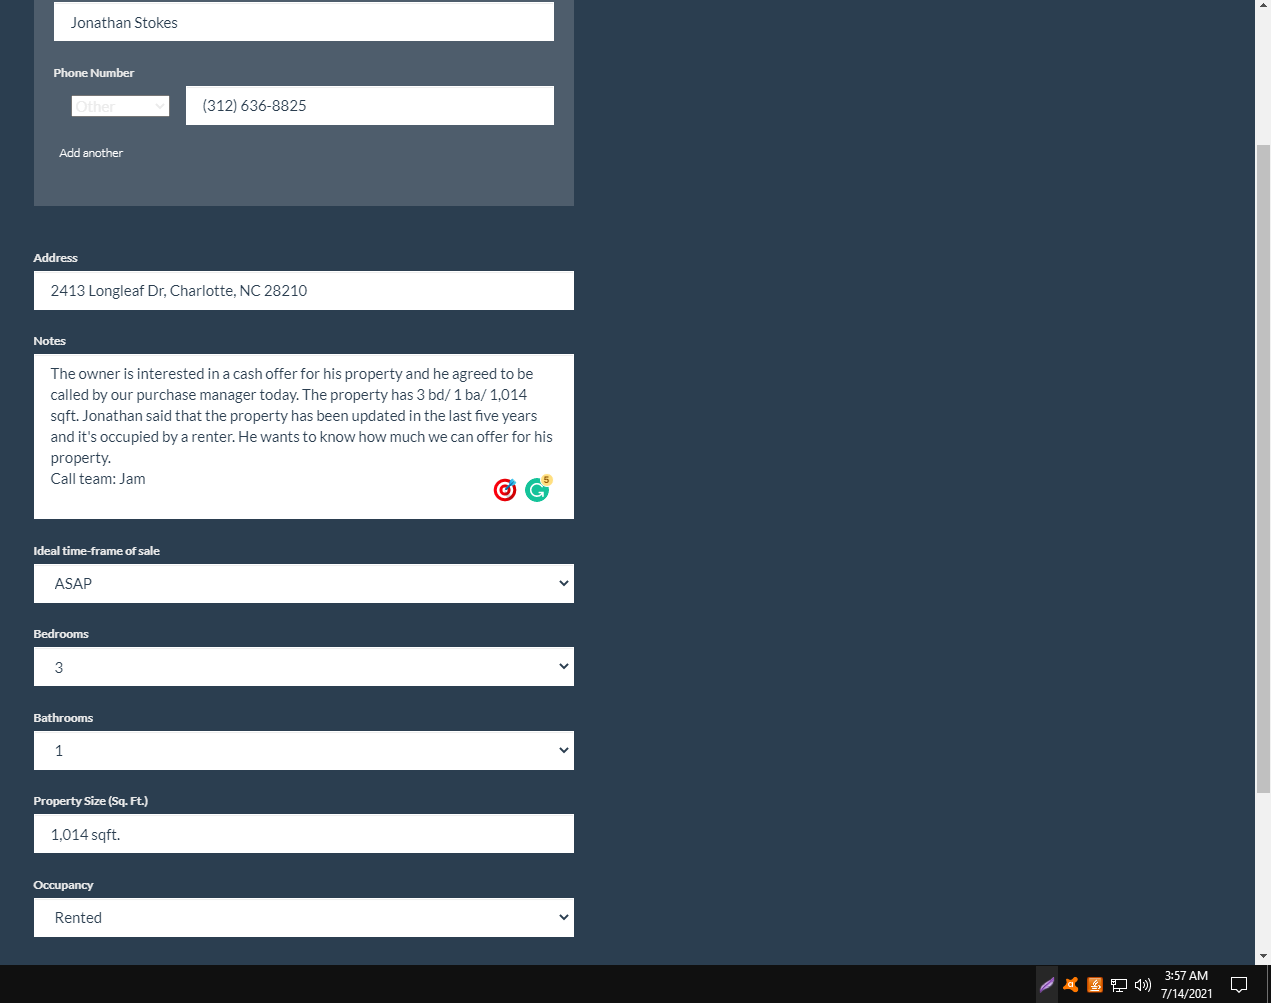 Jonathan Stokes
Phone Number
Other
(312) 636-8825
Add another
Address
2413 Longleaf Dr, Charlotte, NC 28210
Notes
The owner is interested in a cash offer for his property and he agreed to be
called by our purchase manager today. The property has 3 bd/ 1 ba/ 1,014
sqft. Jonathan said that the property has been updated in the last five years
and it's occupied by a renter. He wants to know how much we can offer for his
property.
Call team: Jam
5
Ideal time-frame of sale
ASAP
Bedrooms
3
Bathrooms
1
Property Size (Sq. Ft.)
1,014 sqft.
Occupancy
Rented
3:57 AM
7/14/2021